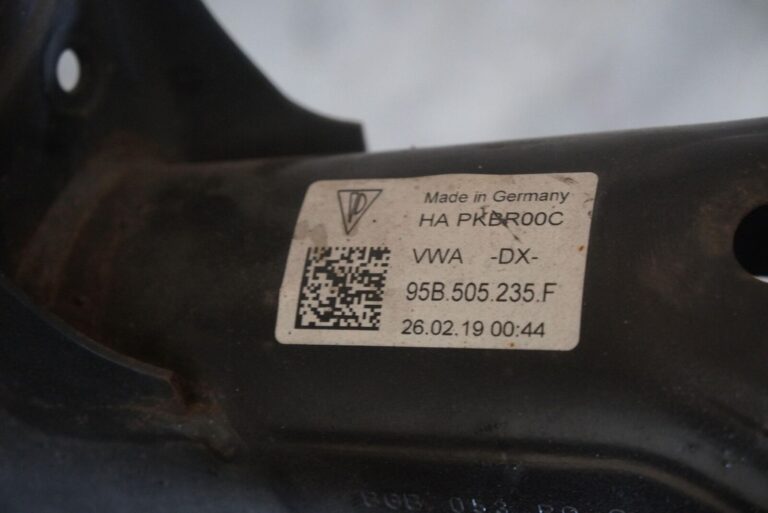 Made in Germany
HA PKBR00C
VWA -DX-
95B.505.235.F
26.02.19 00:44